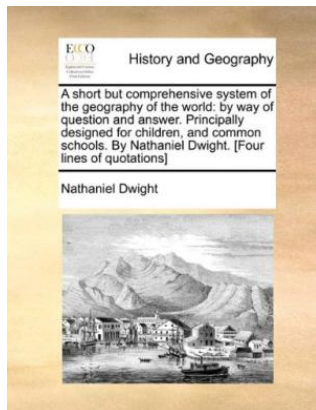 ECCO
History and Geography
A short but comprehensive system of
the geography of the world: by way of
question and answer. Principally
designed for children, and common
schools. By Nathaniel Dwight. [Four
lines of quotations]
Nathaniel Dwight